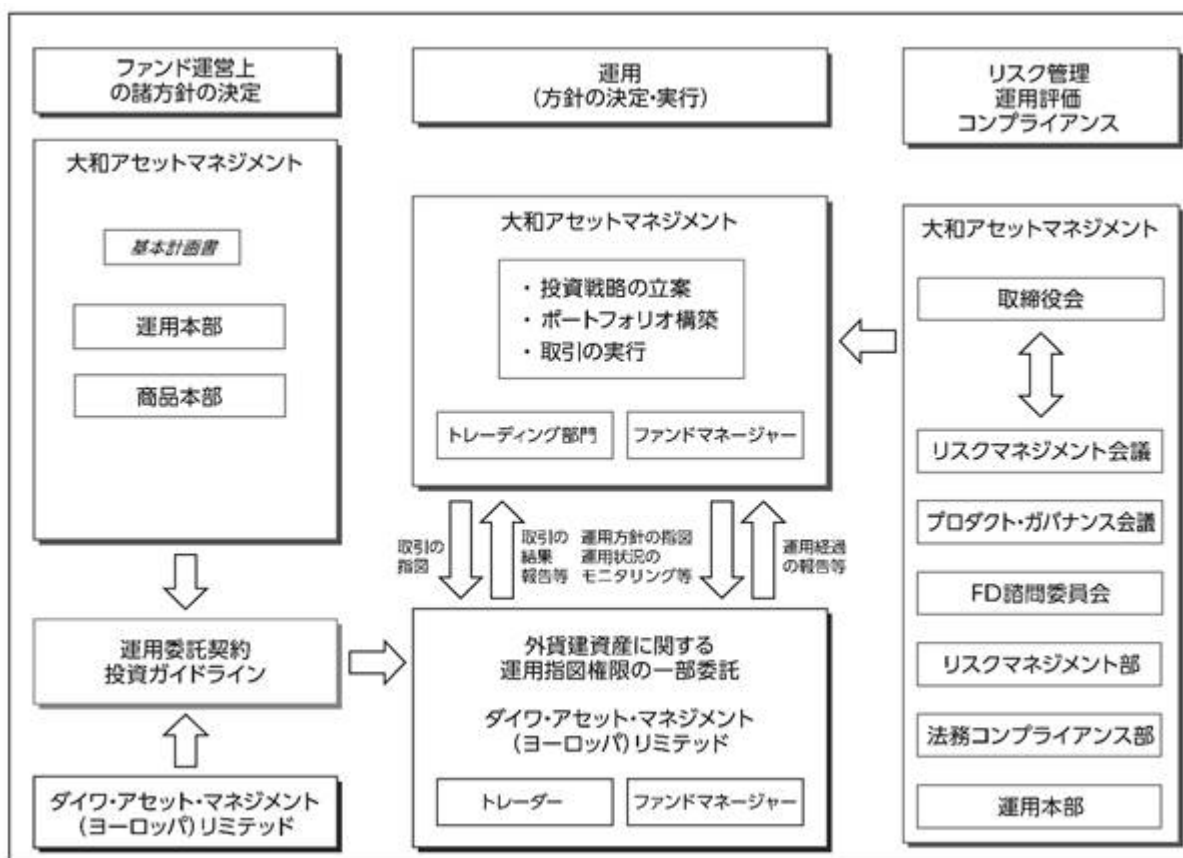 ファンド運営上
の諸方針の決定
大和アセットマネジメント
基本計画書
運用本部
商品本部
運用委託契約
投資ガイドライン
ダイワ・アセット・マネジメント
(ヨーロッパ)リミテッド
運用
(方針の決定・実行)
大和アセットマネジメント
・ 投資戦略の立案
・ ポートフォリオ構築
・ 取引の実行
トレーディング部門
ファンドマネージャー
取引の
指図
取引の
結果
報告等
運用方針の指図
運用状況の
モニタリング等
運用経過
の報告等
外貨建資産に関する
運用指図権限の一部委託
ダイワ・アセット・マネジメント
(ヨーロッパ)リミテッド
トレーダー
ファンドマネージャー
リスク管理
運用評価
コンプライアンス
大和アセットマネジメント
取締役会
リスクマネジメント会議
プロダクト・ガバナンス会議
FD諮問委員会
リスクマネジメント部
法務コンプライアンス部
運用本部